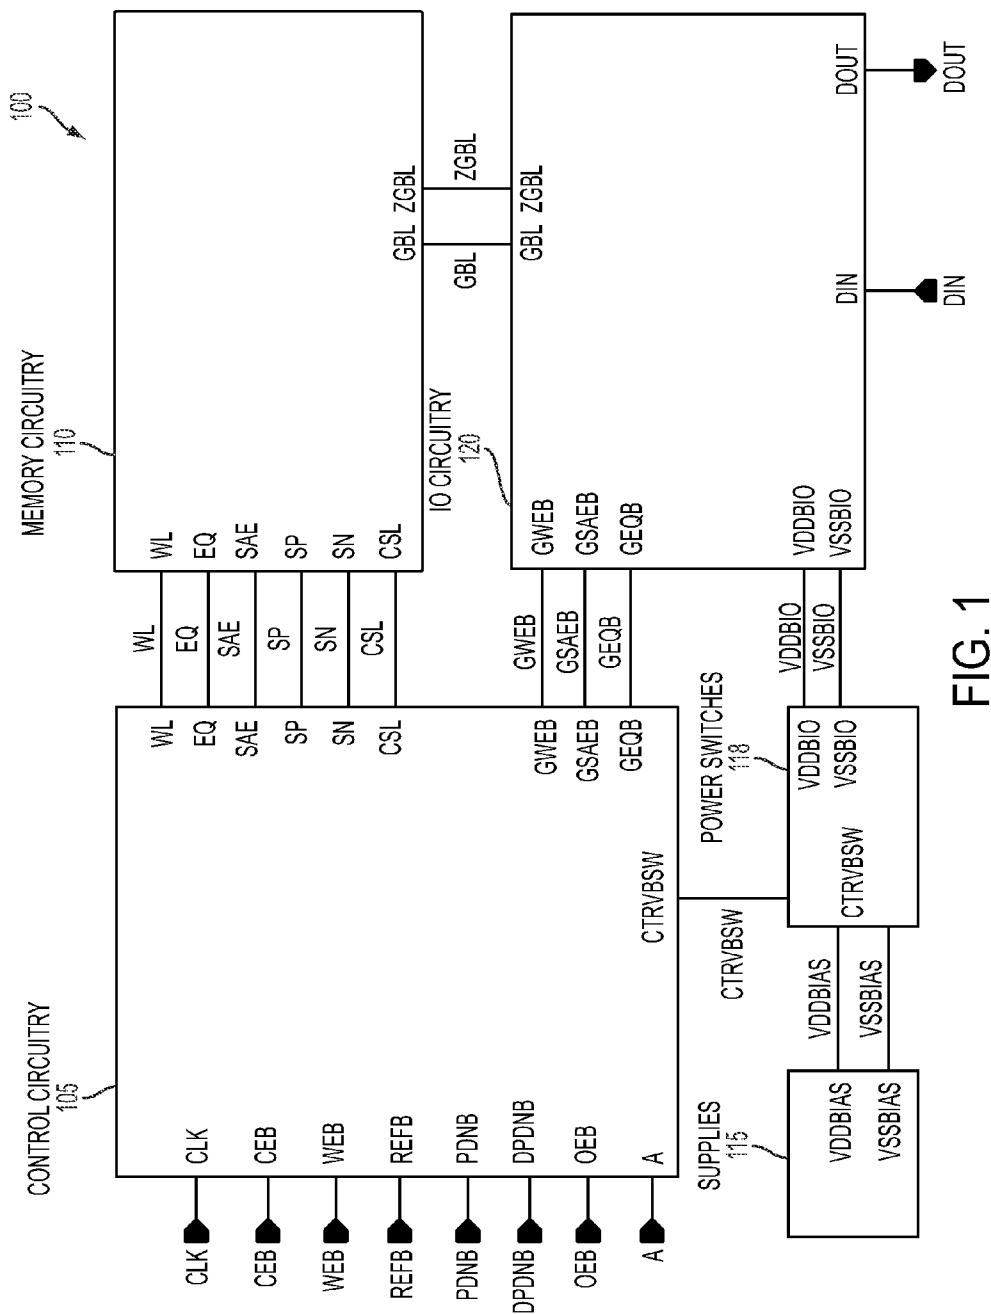 100
CONTROL CIRCUITRY
105
CLK
CLK
CEB
CEB
WEB
WEB
REFB
REFB
PDNB
PDNB
DPDNB
DPDNB
OEB
OEB
A
A
WL
EQ
SAE
SP
SN
CSL
GWEB
GSAEB
GEQB
CTRVBSW
WL
EQ
SAE
SP
SN
CSL
MEMORY CIRCUITRY
110
WL
EQ
SAE
SP
SN
CSL
GBL
ZGBL
GBL
ZGBL
GWEB
GSAEB
GEQB
IO CIRCUITRY
120
GBL
ZGBL
GWEB
GSAEB
GEQB
VDDBIO
VSSBIO
DIN
DOUT
DIN
DOUT
SUPPLIES
115
VDDBIAS
VSSBIAS
VDDBIAS
VSSBIAS
CTRVBSW
POWER SWITCHES
118
CTRVBSW
VDDBIO
VSSBIO
VDDBIO
VSSBIO
FIG. 1